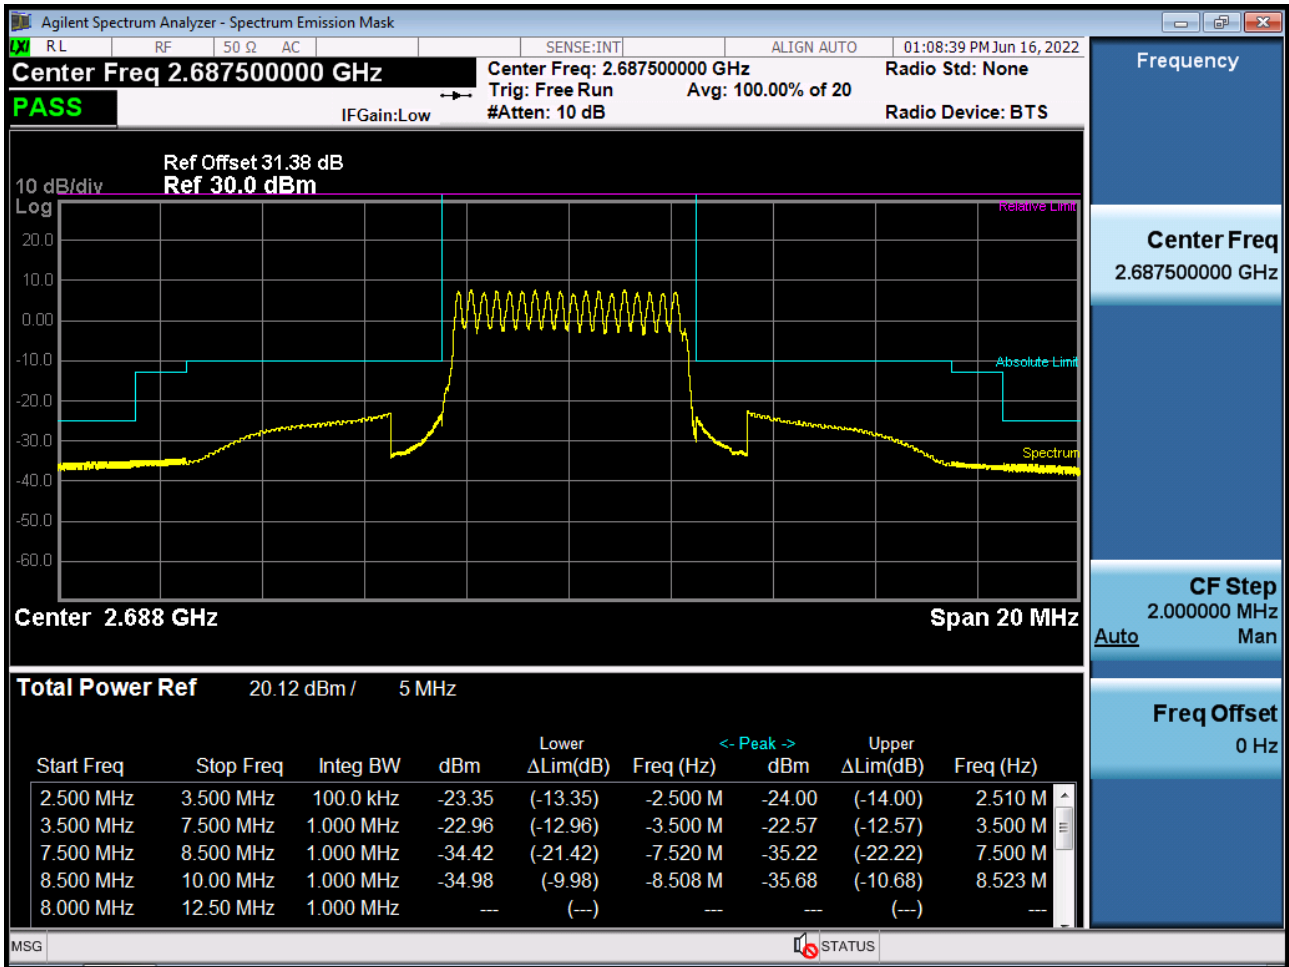 Agilent Spectrum Analyzer - Spectrum Emission Mask
LXI RL RF 50 Ω AC SENSE:INT ALIGN AUTO 01:08:39 PM Jun 16, 2022
Center Freq 2.687500000 GHz
Center Freq: 2.687500000 GHz Radio Std: None
Trig: Free Run Avg: 100.00% of 20
PASS
IFGain:Low #Atten: 10 dB Radio Device: BTS
Ref Offset 31.38 dB
10 dB/div Ref 30.0 dBm
Log
Relative Limit
20.0
10.0
0.00
-10.0
Absolute Limit
-20.0
-30.0
Spectrum
-40.0
-50.0
-60.0
Center 2.688 GHz Span 20 MHz
Total Power Ref 20.12 dBm / 5 MHz
Lower <- Peak -> Upper
Start Freq Stop Freq Integ BW dBm ΔLim(dB) Freq (Hz) dBm ΔLim(dB) Freq (Hz)
2.500 MHz 3.500 MHz 100.0 kHz -23.35 (-13.35) -2.500 M -24.00 (-14.00) 2.510 M
3.500 MHz 7.500 MHz 1.000 MHz -22.96 (-12.96) -3.500 M -22.57 (-12.57) 3.500 M
7.500 MHz 8.500 MHz 1.000 MHz -34.42 (-21.42) -7.520 M -35.22 (-22.22) 7.500 M
8.500 MHz 10.00 MHz 1.000 MHz -34.98 (-9.98) -8.508 M -35.68 (-10.68) 8.523 M
8.000 MHz 12.50 MHz 1.000 MHz --- (---) --- --- (---) ---
MSG STATUS
Frequency
Center Freq
2.687500000 GHz
CF Step
2.000000 MHz
Auto Man
Freq Offset
0 Hz